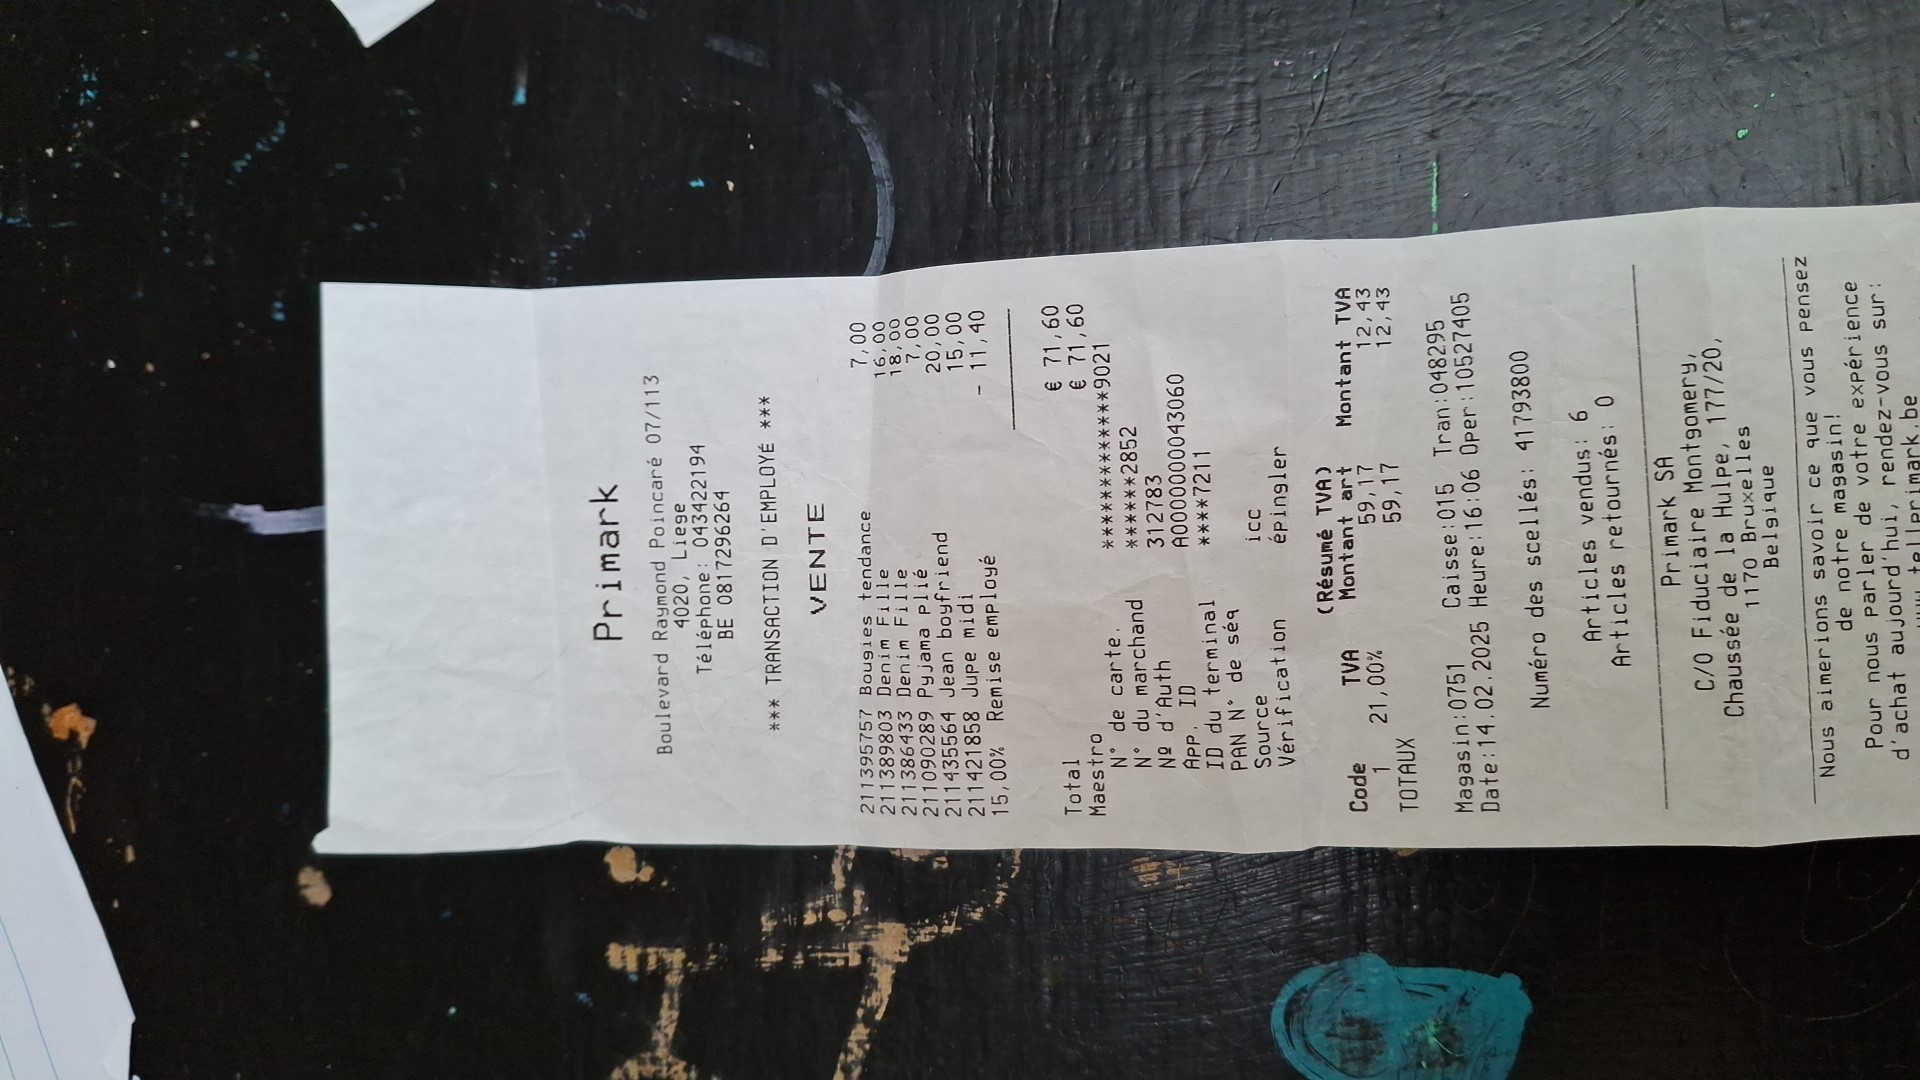 Primark
Boulevard Raymond Poincaré 07/113
4020, Liege
Téléphone: 043422194
BE 0817296264
*** TRANSACTION D'EMPLOYÉ ***
VENTE
211395757 Bougies tendance 7,00
211389803 Denim Fille 16,00
211386433 Denim Fille 18,00
211090289 Pyjama plié 7,00
211435564 Jean boyfriend 20,00
211421858 Jupe midi 15,00
15,00% Remise employé - 11,40
Total € 71,60
Maestro € 71,60
N° de carte. ***************9021
N° du marchand ******2852
Nº d'Auth 312783
App. ID A0000000043060
ID du terminal ****7211
PAN N° de séq
Source icc
Vérification épingler
(Résumé TVA)
Code TVA Montant art Montant TVA
1 21,00% 59,17 12,43
TOTAUX 59,17 12,43
Magasin:0751 Caisse:015 Tran:048295
Date:14.02.2025 Heure:16:06 Oper:10527405
Numéro des scellés: 41793800
Articles vendus: 6
Articles retournés: 0
Primark SA
C/O Fiduciaire Montgomery,
Chaussée de la Hulpe, 177/20,
1170 Bruxelles
Belgique
Nous aimerions savoir ce que vous pensez
de notre magasin!
Pour nous parler de votre expérience
d'achat aujourd'hui, rendez-vous sur: